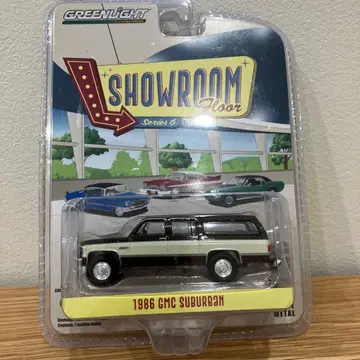 GREENLIGHT
SHOWROOM
Floor
Series 6
1986 GMC SUBURBAN
METAL